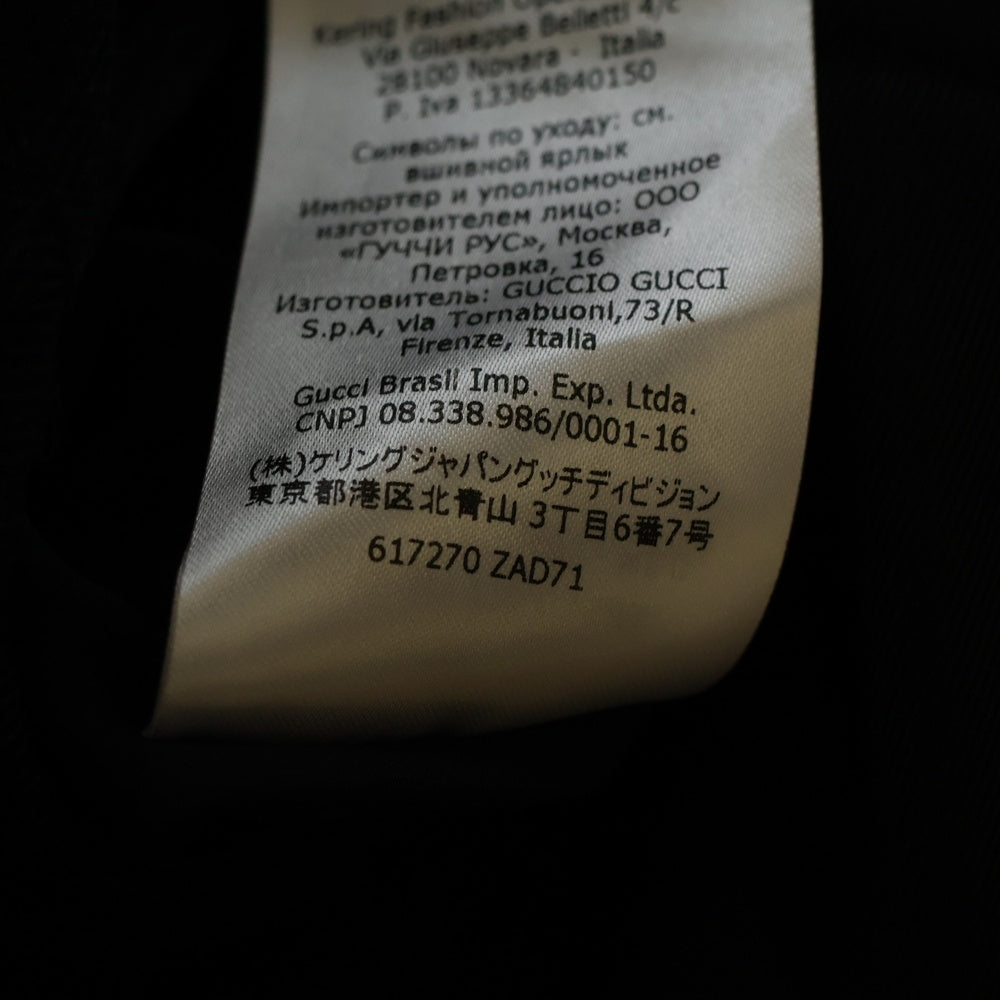 Kering Fashion
Via Giuseppe Belletti 4/c
28100 Novara - Italia
P. Iva 13364840150
Символы по уходу: см.
вшивной ярлык
Импортер и уполномоченное
изготовителем лицо: ООО
«ГУЧЧИ РУС», Москва,
Петровка, 16
Изготовитель: GUCCIO GUCCI
S.p.A, via Tornabuoni,73/R
Firenze, Italia
Gucci Brasil Imp. Exp. Ltda.
CNPJ 08.338.986/0001-16
(株)ケリングジャパングッチディビジョン
東京都港区北青山 3丁目6番7号
617270 ZAD71